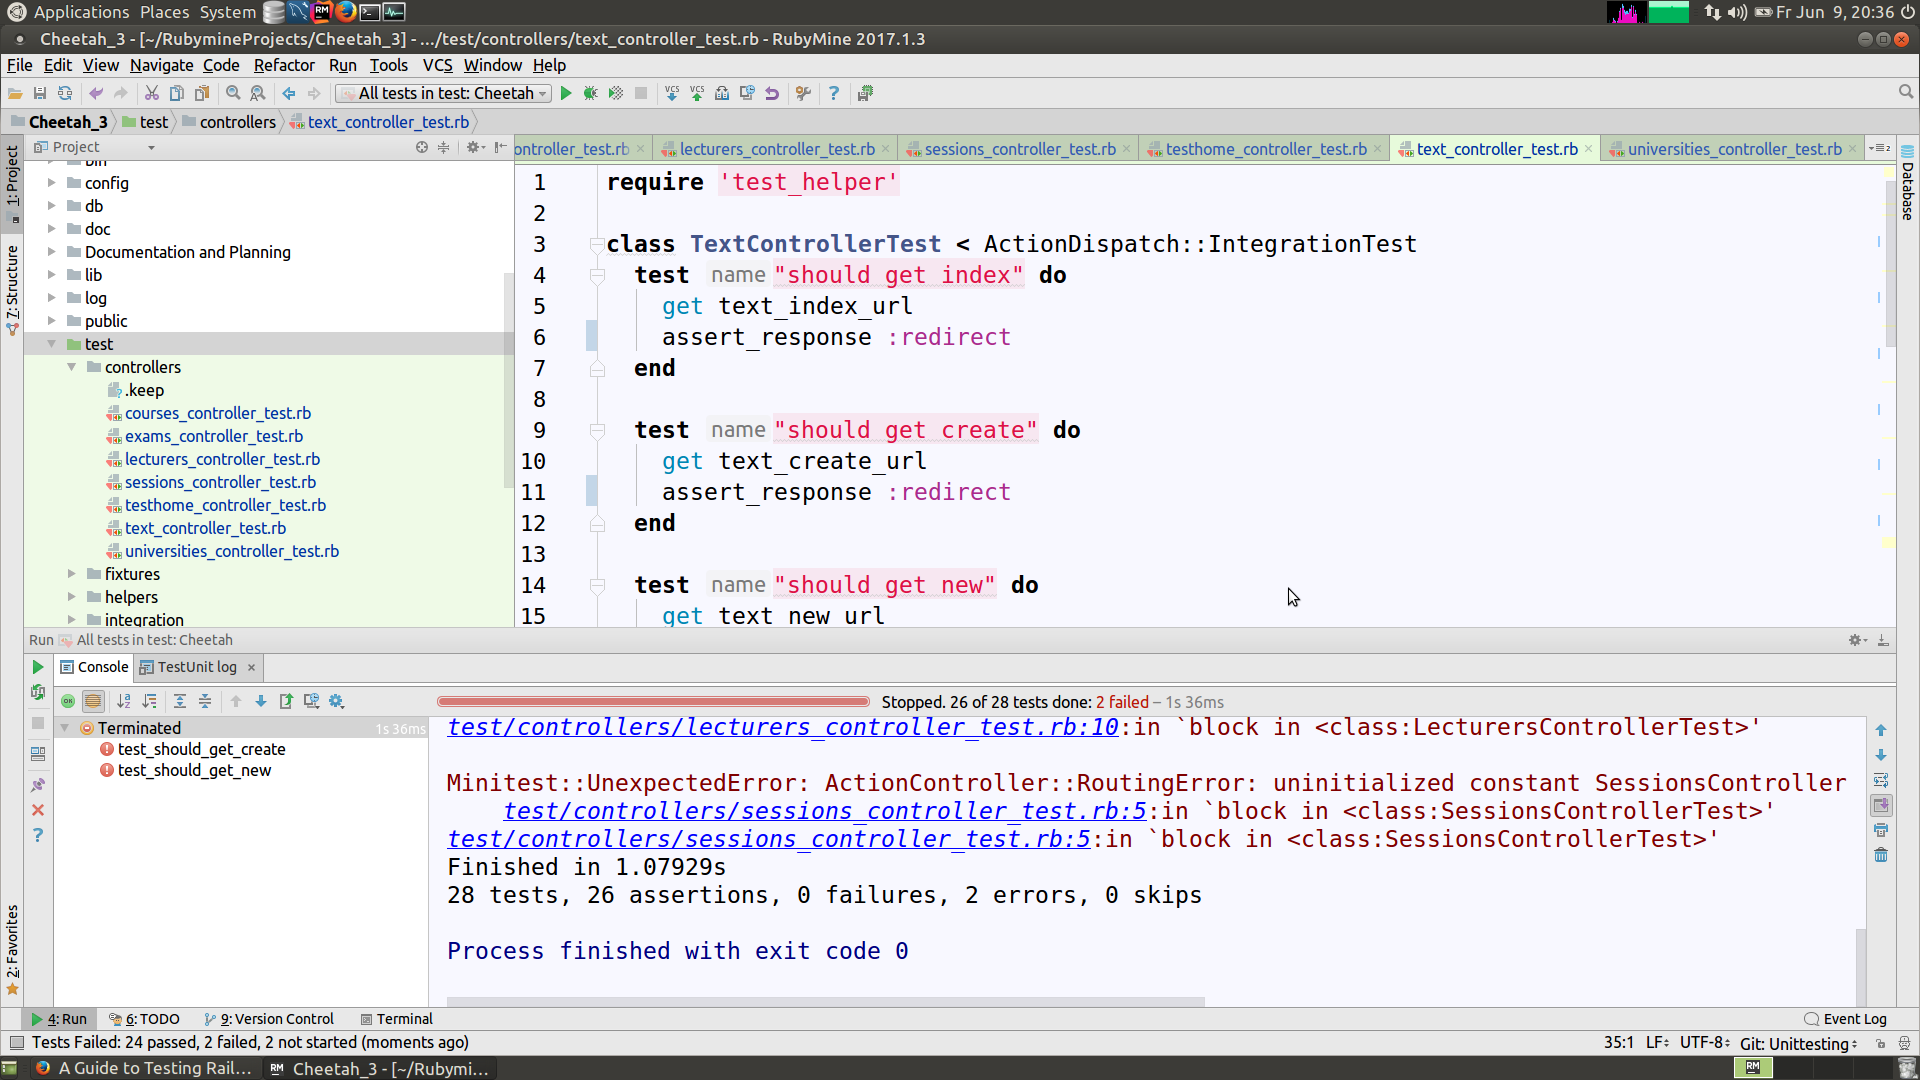 Applications Places System Fr Jun 9, 20:36
Cheetah_3 - [~/RubymineProjects/Cheetah_3] - .../test/controllers/text_controller_test.rb - RubyMine 2017.1.3
File Edit View Navigate Code Refactor Run Tools VCS Window Help
All tests in test: Cheetah VCS VCS ?
Cheetah_3 test controllers text_controller_test.rb
Project
ontroller_test.rb lecturers_controller_test.rb sessions_controller_test.rb testhome_controller_test.rb text_controller_test.rb universities_controller_test.rb
1: Project
7: Structure
2: Favorites
Database
bin
config
db
doc
Documentation and Planning
lib
log
public
test
controllers
.keep
courses_controller_test.rb
exams_controller_test.rb
lecturers_controller_test.rb
sessions_controller_test.rb
testhome_controller_test.rb
text_controller_test.rb
universities_controller_test.rb
fixtures
helpers
integration
1 require 'test_helper'
2
3 class TextControllerTest < ActionDispatch::IntegrationTest
4 test name "should get index" do
5 get text_index_url
6 assert_response :redirect
7 end
8
9 test name "should get create" do
10 get text_create_url
11 assert_response :redirect
12 end
13
14 test name "should get new" do
15 get text_new_url
Run All tests in test: Cheetah
Console TestUnit log
Stopped. 26 of 28 tests done: 2 failed – 1s 36ms
Terminated 1s 36ms
test_should_get_create
test_should_get_new
test/controllers/lecturers_controller_test.rb:10:in `block in <class:LecturersControllerTest>'
Minitest::UnexpectedError: ActionController::RoutingError: uninitialized constant SessionsController
test/controllers/sessions_controller_test.rb:5:in `block in <class:SessionsControllerTest>'
test/controllers/sessions_controller_test.rb:5:in `block in <class:SessionsControllerTest>'
Finished in 1.07929s
28 tests, 26 assertions, 0 failures, 2 errors, 0 skips
Process finished with exit code 0
4: Run 6: TODO 9: Version Control Terminal Event Log
Tests Failed: 24 passed, 2 failed, 2 not started (moments ago) 35:1 LF UTF-8 Git: Unittesting
A Guide to Testing Rail... Cheetah_3 - [~/Rubymi...